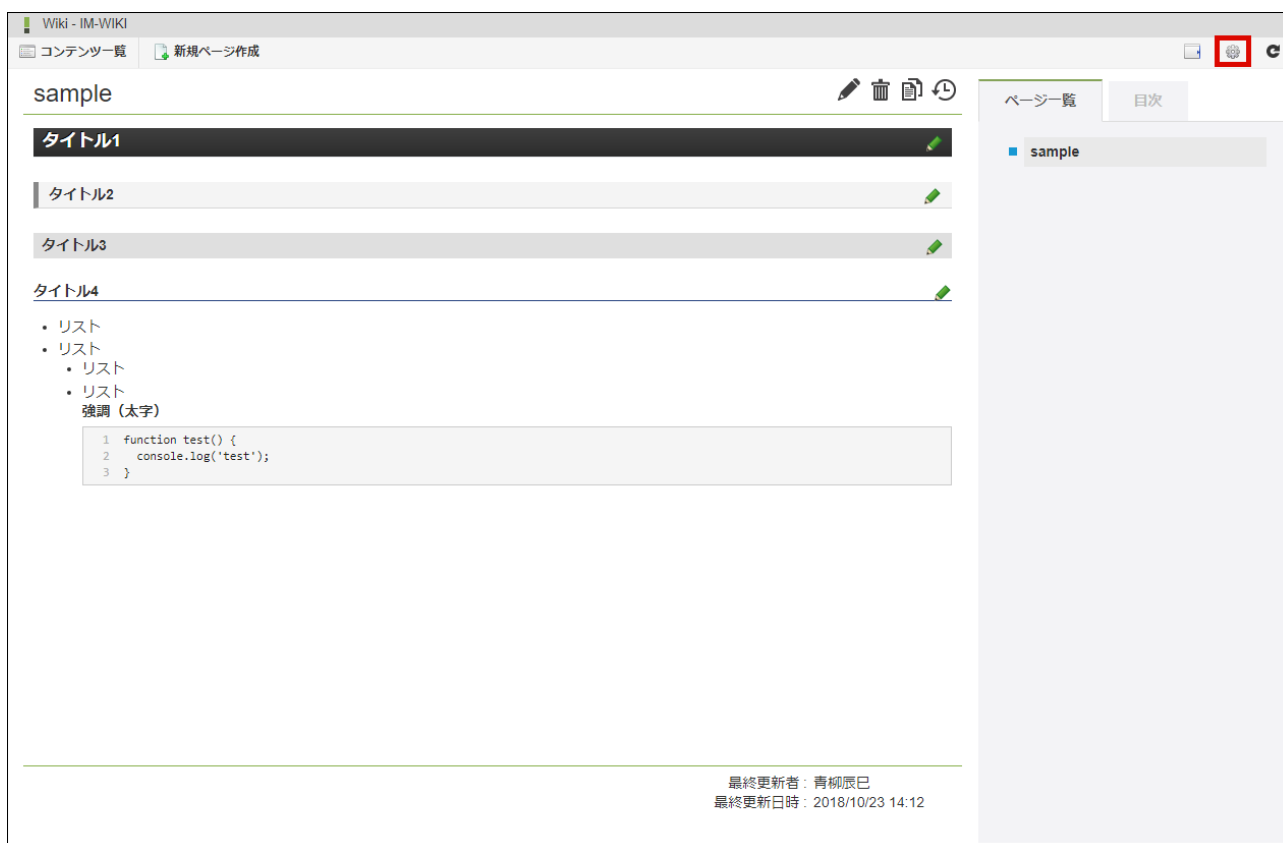 Wiki - IM-WIKI
コンテンツ一覧 新規ページ作成
sample
ページ一覧 目次
タイトル1
sample
タイトル2
タイトル3
タイトル4
リスト
リスト
リスト
リスト
強調（太字）
1 function test() {
2 console.log('test');
3 }
最終更新者 : 青柳辰巳
最終更新日時 : 2018/10/23 14:12